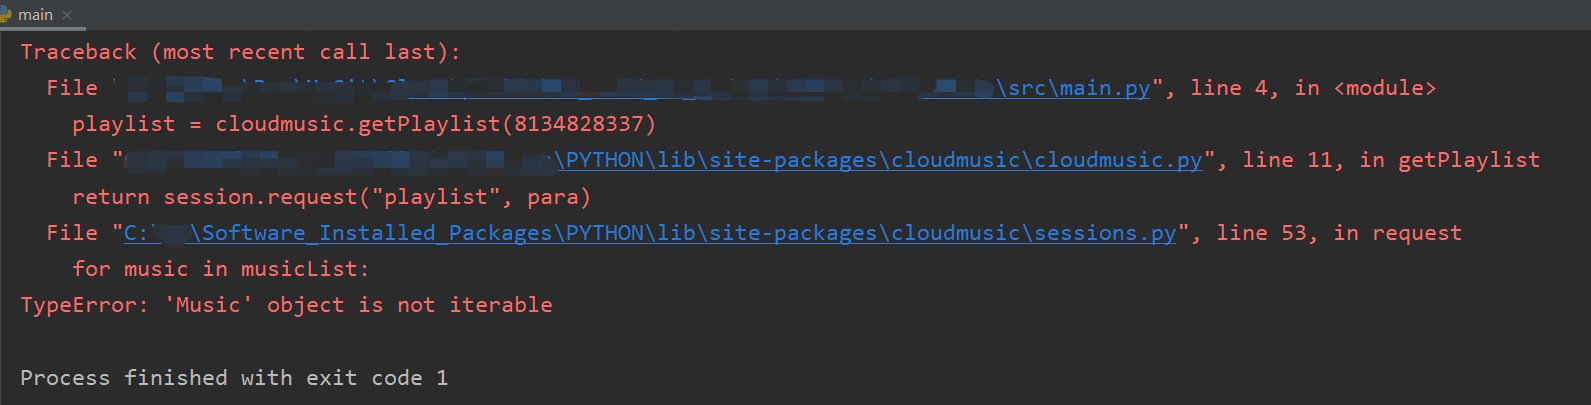 main
Traceback (most recent call last):
File \src\main.py", line 4, in <module>
playlist = cloudmusic.getPlaylist(8134828337)
File "\PYTHON\lib\site-packages\cloudmusic\cloudmusic.py", line 11, in getPlaylist
return session.request("playlist", para)
File "C:\\Software_Installed_Packages\PYTHON\lib\site-packages\cloudmusic\sessions.py", line 53, in request
for music in musicList:
TypeError: 'Music' object is not iterable
Process finished with exit code 1